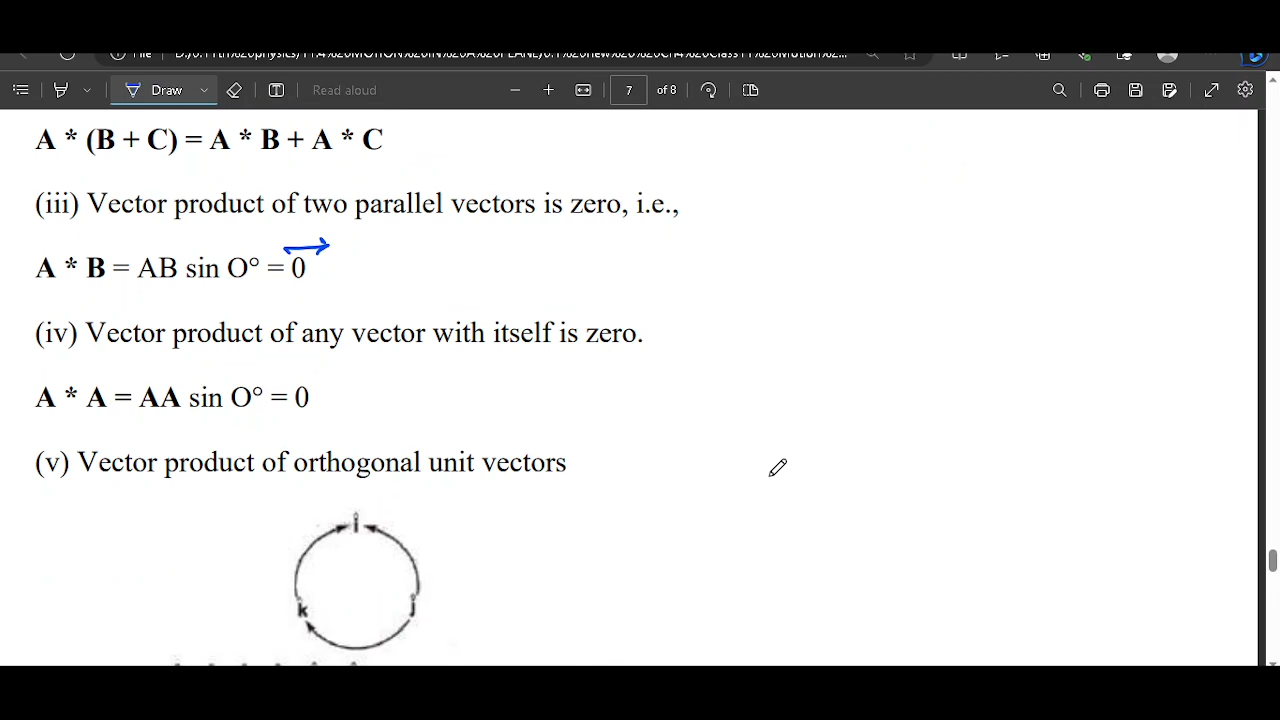 Draw
Read aloud
7
of 8
A * (B + C) = A * B + A * C
(iii) Vector product of two parallel vectors is zero, i.e.,
A * B = AB sin O° = 0
(iv) Vector product of any vector with itself is zero.
A * A = AA sin O° = 0
(v) Vector product of orthogonal unit vectors
i
k
j